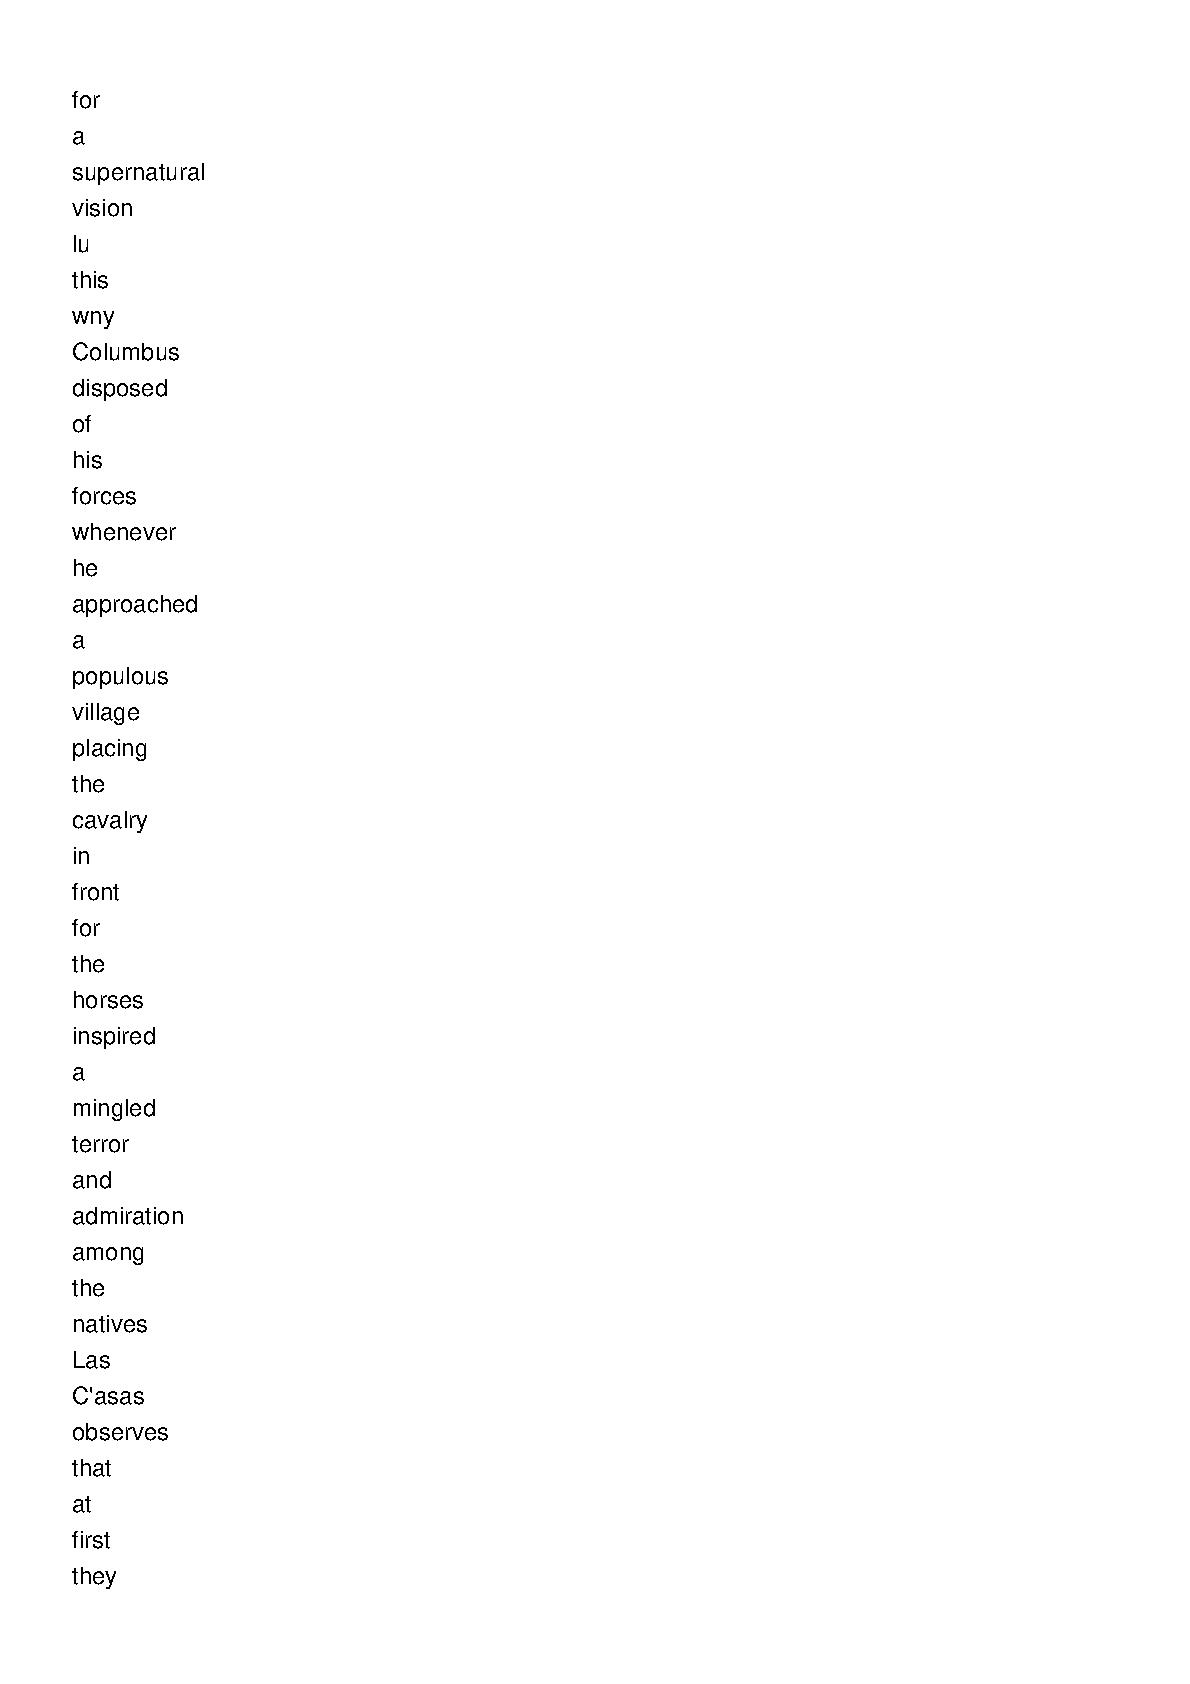 for
a
supernatural
vision
lu
this
wny
Columbus
disposed
of
his
forces
whenever
he
approached
a
populous
village
placing
the
cavalry
in
front
for
the
horses
inspired
a
mingled
terror
and
admiration
among
the
natives
Las
C'asas
observes
that
at
first
they